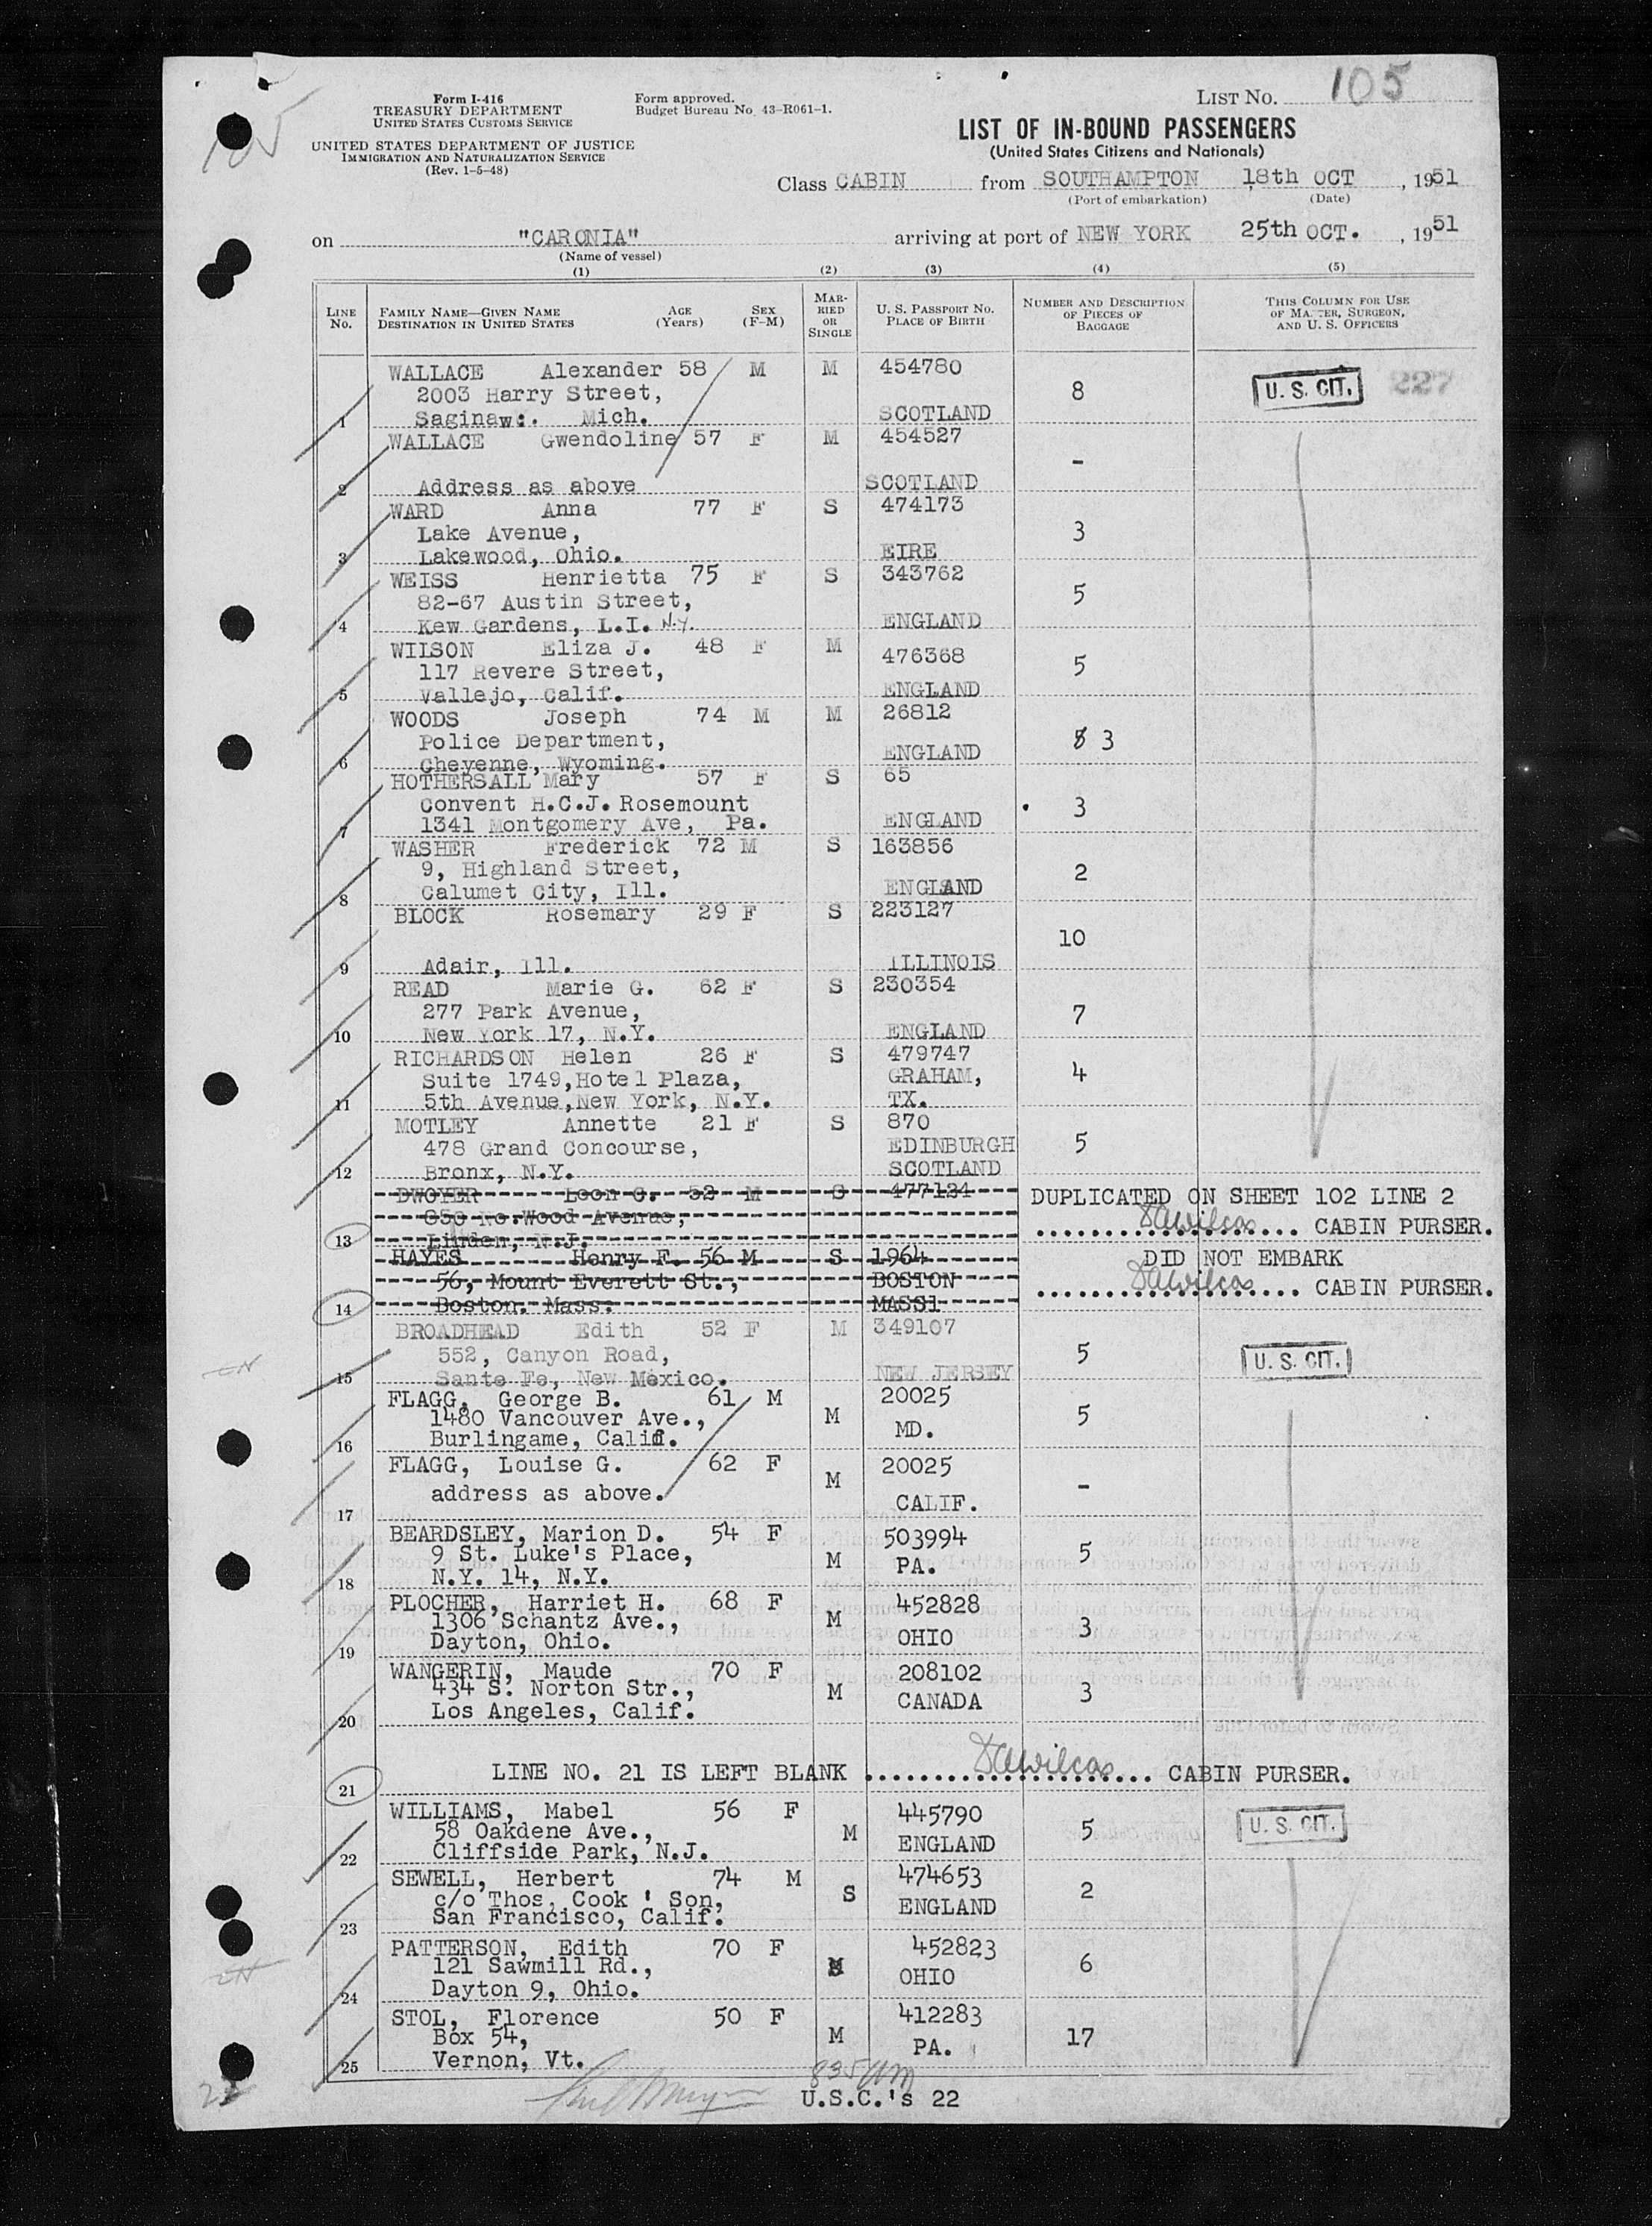 Form I-416
TREASURY DEPARTMENT
UNITED STATES CUSTOMS SERVICE
UNITED STATES DEPARTMENT OF JUSTICE
IMMIGRATION AND NATURALIZATION SERVICE
(Rev. 1-5-48)
Form approved.
Budget Bureau No. 43-R061-1.
LIST NO. 105
105
LIST OF IN-BOUND PASSENGERS
(United States Citizens and Nationals)
Class CABIN from SOUTHAMPTON 18th OCT , 1951
(Port of embarkation) (Date)
on "CARONIA" arriving at port of NEW YORK 25th OCT. , 1951
(Name of vessel)
(1) (2) (3) (4) (5)
LINE NO. FAMILY NAME—GIVEN NAME DESTINATION IN UNITED STATES AGE (Years) SEX (F-M) MARRIED OR SINGLE U. S. PASSPORT NO. PLACE OF BIRTH NUMBER AND DESCRIPTION OF PIECES OF BAGGAGE THIS COLUMN FOR USE OF MASTER, SURGEON, AND U. S. OFFICERS
WALLACE Alexander 58 M M 454780
2003 Harry Street, 8 U. S. CIT. 227
1 Saginaw:. Mich. SCOTLAND
WALLACE Gwendoline 57 F M 454527
-
2 Address as above SCOTLAND
WARD Anna 77 F S 474173
Lake Avenue, 3
3 Lakewood, Ohio. EIRE
WEISS Henrietta 75 F S 343762
82-67 Austin Street, 5
4 Kew Gardens, L.I. N.Y. ENGLAND
WILSON Eliza J. 48 F M 476368
117 Revere Street, 5
5 Vallejo, Calif. ENGLAND
WOODS Joseph 74 M M 26812
Police Department, ENGLAND 3
6 Cheyenne, Wyoming.
HOTHERSALL Mary 57 F S 65
Convent H.C.J. Rosemount 3
7 1341 Montgomery Ave, Pa. ENGLAND
WASHER Frederick 72 M S 163856
9, Highland Street, 2
8 Calumet City, Ill. ENGLAND
BLOCK Rosemary 29 F S 223127
10
9 Adair, Ill. ILLINOIS
READ Marie G. 62 F S 230354
277 Park Avenue, 7
10 New York 17, N.Y. ENGLAND
RICHARDSON Helen 26 F S 479747
Suite 1749,Hotel Plaza, GRAHAM, 4
11 5th Avenue,New York, N.Y. TX.
MOTLEY Annette 21 F S 870
478 Grand Concourse, EDINBURGH 5
12 Bronx, N.Y. SCOTLAND
DWOYER Leon C. 52 M S 477124 DUPLICATED ON SHEET 102 LINE 2
No.Wood Avenue, CABIN PURSER.
13 Linden, N.J.
HAYES Henry F. 56 M S 1964 DID NOT EMBARK
56, Mount Everett St., BOSTON CABIN PURSER.
14 Boston. Mass. MASS1
BROADHEAD Edith 52 F M 349107
552, Canyon Road, 5 U. S. CIT.
15 Sante Fe, New Mexico. NEW JERSEY
FLAGG, George B. 61 M M 20025
1480 Vancouver Ave., 5
16 Burlingame, Calif. MD.
FLAGG, Louise G. 62 F M 20025
address as above. -
17 CALIF.
BEARDSLEY, Marion D. 54 F 503994
9 St. Luke's Place, M PA. 5
18 N.Y. 14, N.Y.
PLOCHER, Harriet H. 68 F 452828
1306 Schantz Ave., M 3
19 Dayton, Ohio. OHIO
WANGERIN, Maude 70 F 208102
434 S. Norton Str., M CANADA 3
20 Los Angeles, Calif.
21 LINE NO. 21 IS LEFT BLANK CABIN PURSER.
WILLIAMS, Mabel 56 F 445790
58 Oakdene Ave., M ENGLAND 5 U. S. CIT.
22 Cliffside Park, N.J.
SEWELL, Herbert 74 M 474653
c/o Thos, Cook ' Son, S ENGLAND 2
23 San Francisco, Calif.
PATTERSON, Edith 70 F 452823
121 Sawmill Rd., OHIO 6
24 Dayton 9, Ohio.
STOL, Florence 50 F 412283
Box 54, M PA. 17
25 Vernon, Vt.
U.S.C.'s 22